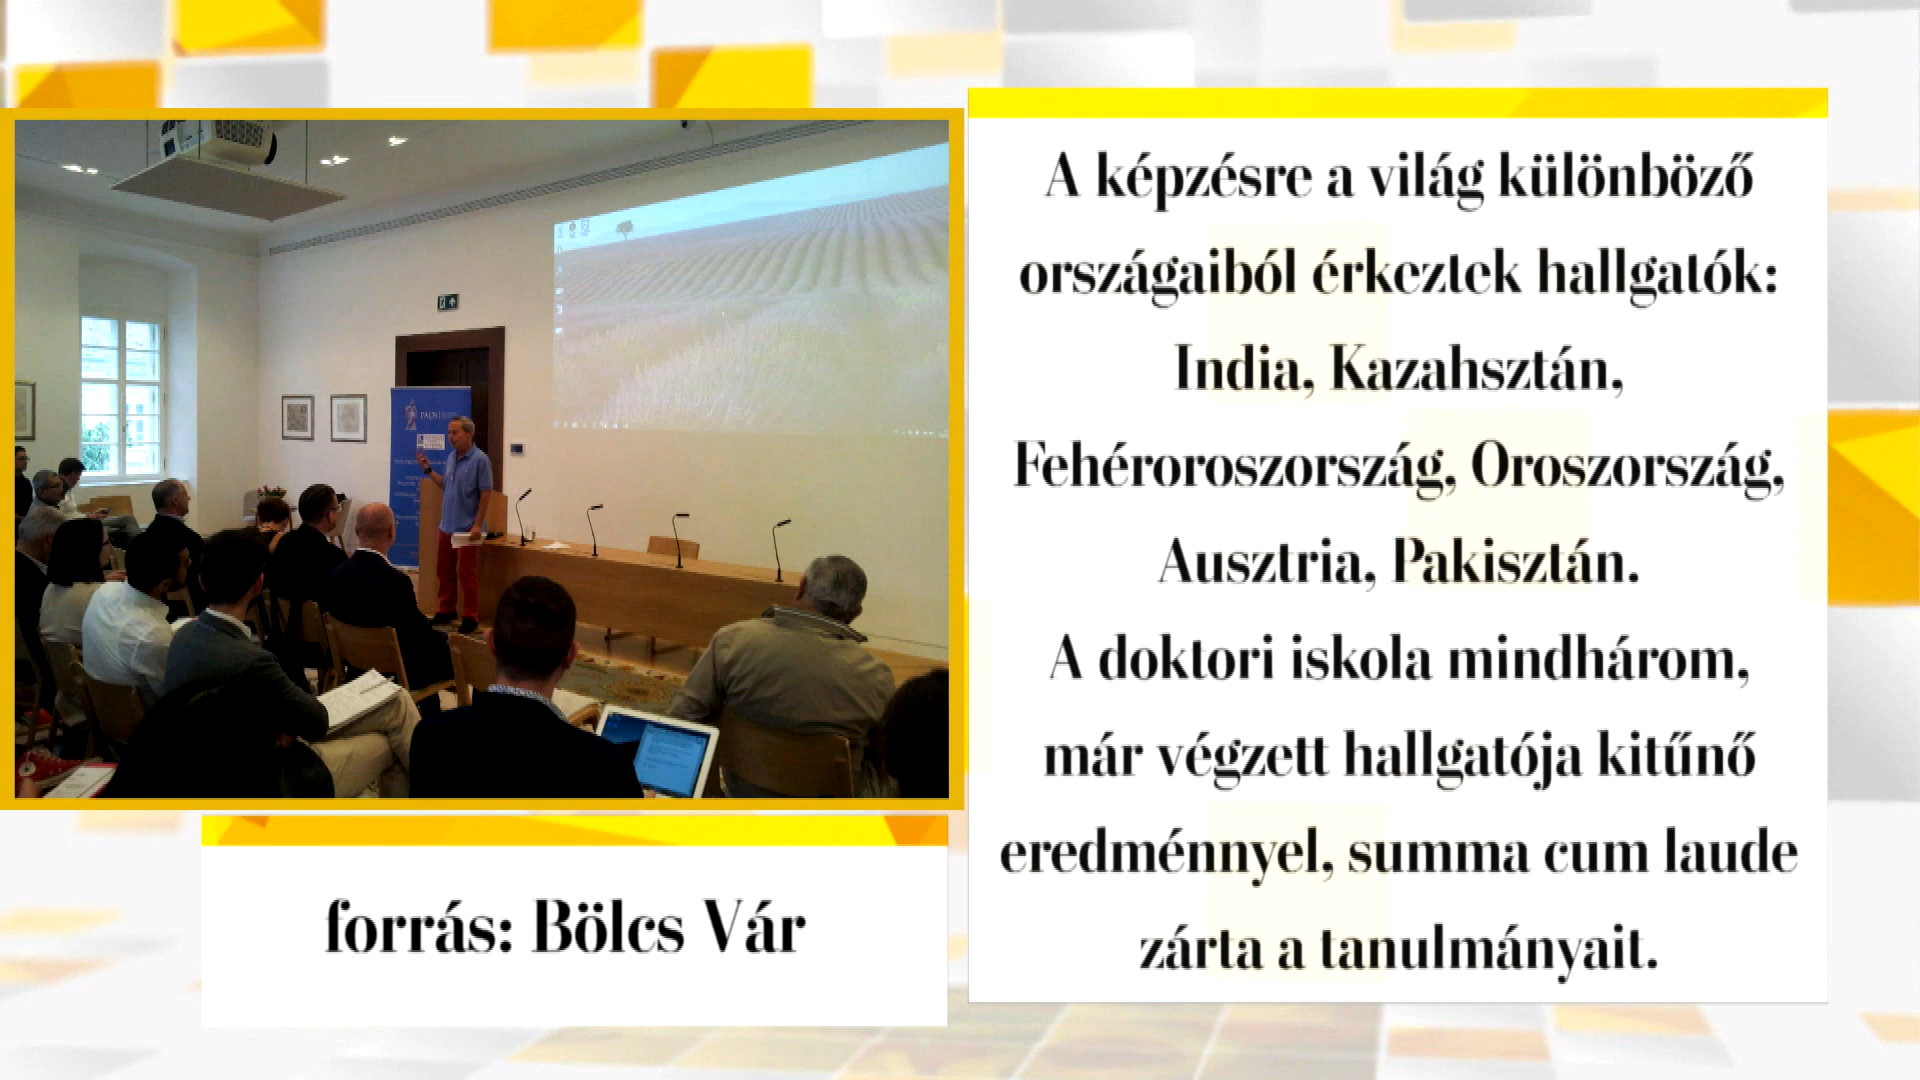 A képzésre a világ különböző
országaiból érkeztek hallgatók:
India, Kazahsztán,
Fehéroroszország, Oroszország,
Ausztria, Pakisztán.
A doktori iskola mindhárom,
már végzett hallgatója kitűnő
eredménnyel, summa cum laude
zárta a tanulmányait.
forrás: Bölcs Vár
PADS